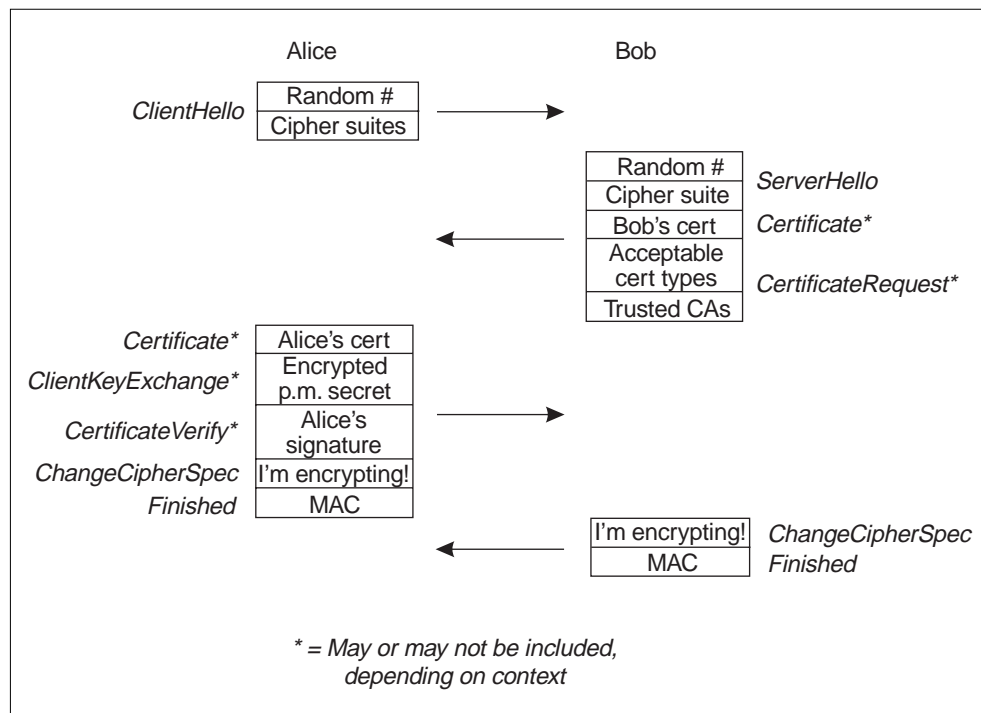 Alice
Bob
ClientHello
Random #
Cipher suites
Random #
Cipher suite
ServerHello
Bob's cert
Certificate*
Acceptable
cert types
CertificateRequest*
Trusted CAs
Certificate*
Alice's cert
ClientKeyExchange*
Encrypted
p.m. secret
CertificateVerify*
Alice's
signature
ChangeCipherSpec
I'm encrypting!
Finished
MAC
I'm encrypting!
ChangeCipherSpec
MAC
Finished
* = May or may not be included,
depending on context